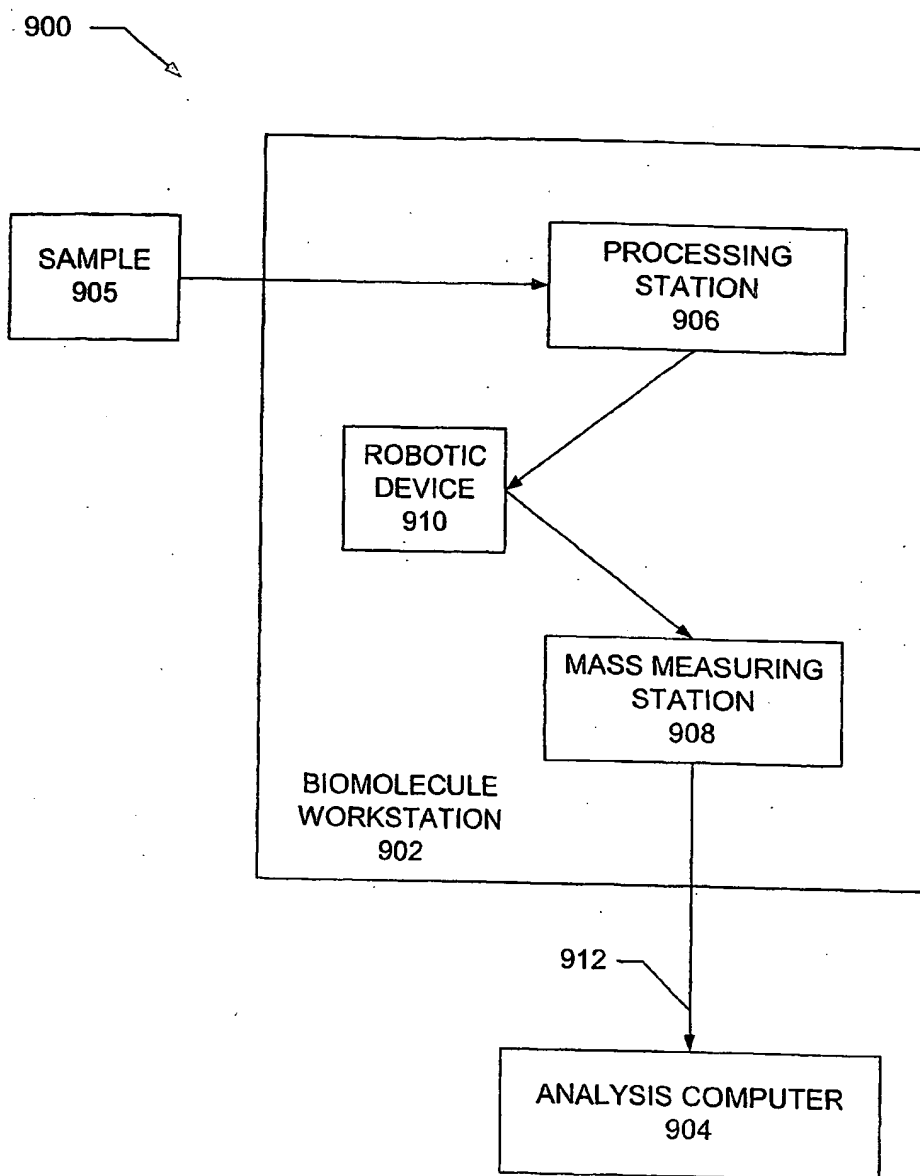 900
SAMPLE
905
PROCESSING
STATION
906
ROBOTIC
DEVICE
910
MASS MEASURING
STATION
908
BIOMOLECULE
WORKSTATION
902
912
ANALYSIS COMPUTER
904